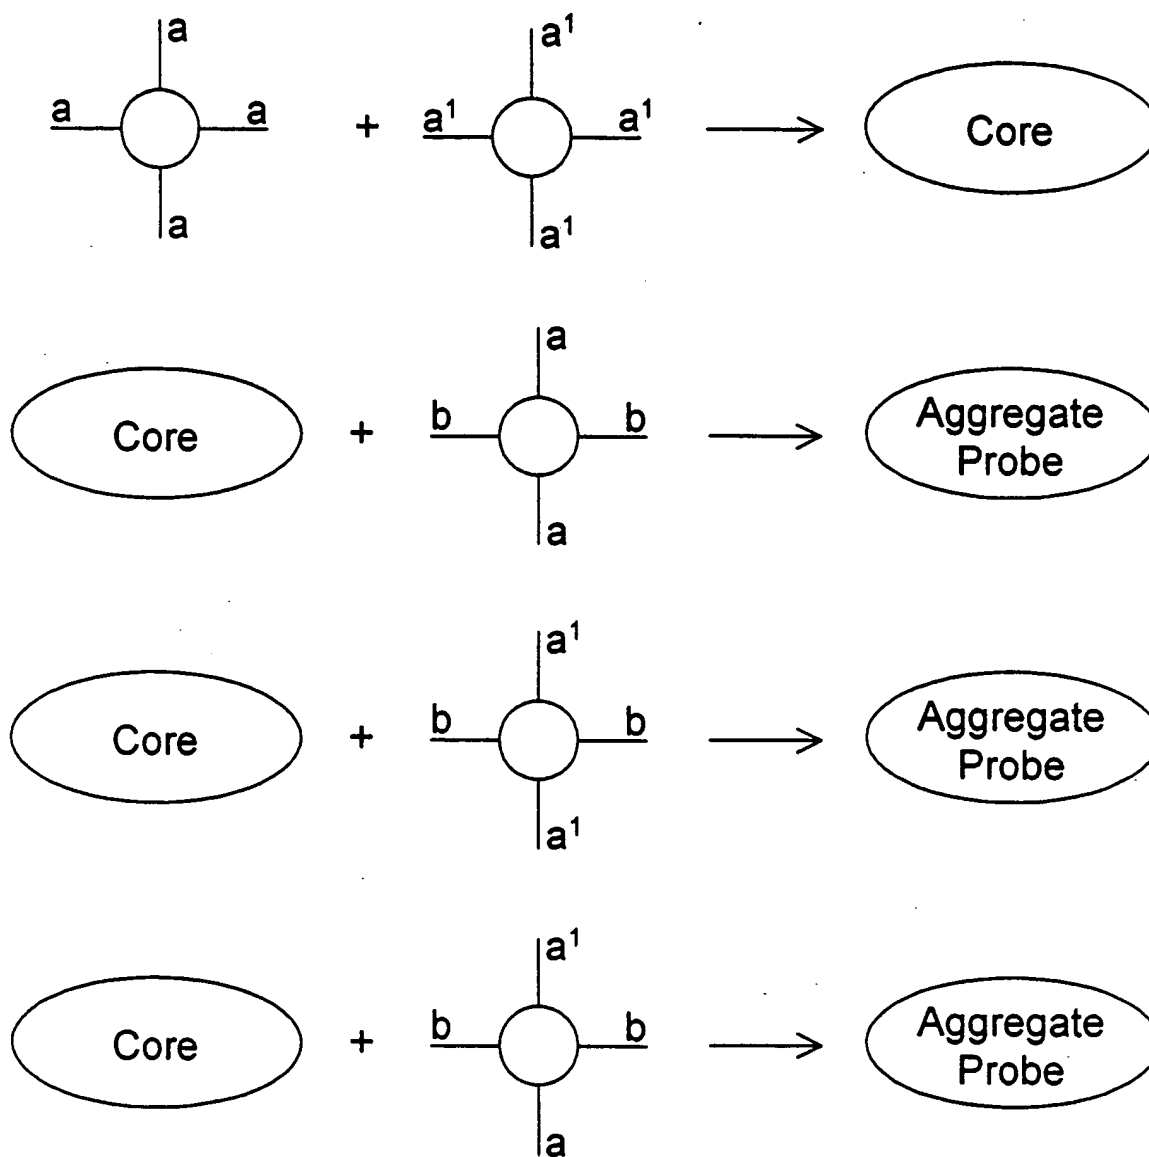 a
a a
a
+
a¹
a¹ a¹
a¹
Core
Core
+
a
b b
a
Aggregate
Probe
Core
+
a¹
b b
a¹
Aggregate
Probe
Core
+
a¹
b b
a
Aggregate
Probe